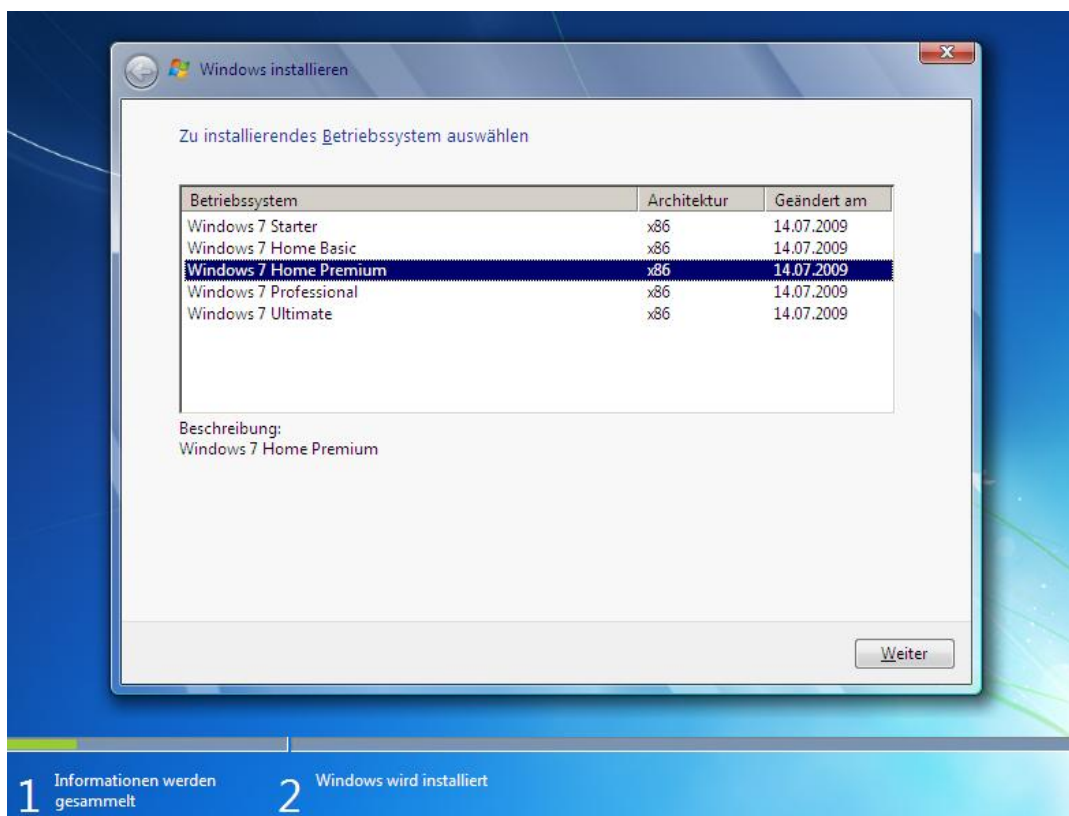 Windows installieren
Zu installierendes Betriebssystem auswählen
Betriebssystem Architektur Geändert am
Windows 7 Starter x86 14.07.2009
Windows 7 Home Basic x86 14.07.2009
Windows 7 Home Premium x86 14.07.2009
Windows 7 Professional x86 14.07.2009
Windows 7 Ultimate x86 14.07.2009
Beschreibung:
Windows 7 Home Premium
Weiter
1 Informationen werden
gesammelt
2 Windows wird installiert